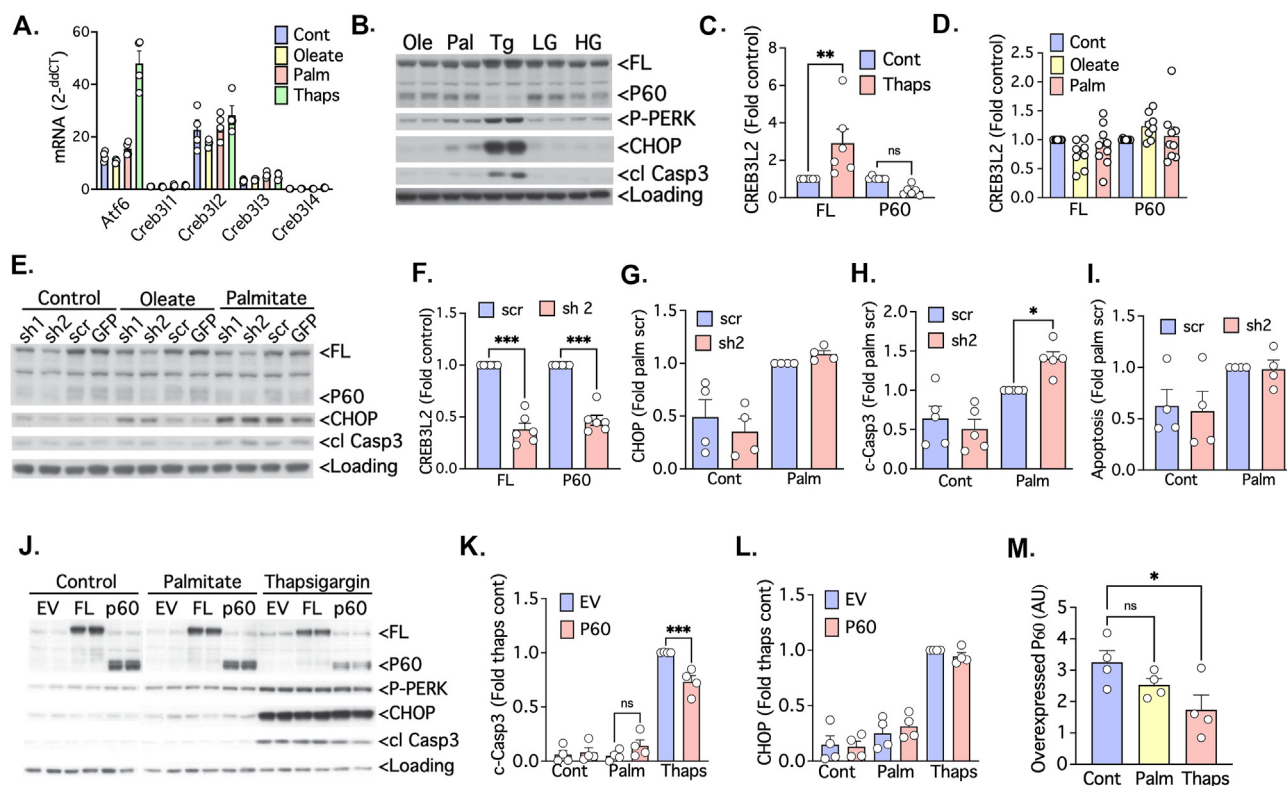 A.
mRNA (2_ddCT)
60
40
20
0
Cont
Oleate
Palm
Thaps
Atf6
Creb3l1
Creb3l2
Creb3l3
Creb3l4
B.
Ole Pal Tg LG HG
<FL
<P60
<P-PERK
<CHOP
<cl Casp3
<Loading
C.
CREB3L2 (Fold control)
8
6
4
2
0
**
ns
Cont
Thaps
FL P60
D.
CREB3L2 (Fold control)
2.5
2.0
1.5
1.0
0.5
0.0
Cont
Oleate
Palm
FL P60
E.
Control Oleate Palmitate
sh1 sh2 scr GFP sh1 sh2 scr GFP sh1 sh2 scr GFP
<FL
<P60
<CHOP
<cl Casp3
<Loading
F.
CREB3L2 (Fold control)
1.5
1.0
0.5
0.0
scr sh 2
*** ***
FL P60
G.
CHOP (Fold palm scr)
1.5
1.0
0.5
0.0
scr
sh2
Cont Palm
H.
c-Casp3 (Fold palm scr)
2.0
1.5
1.0
0.5
0.0
scr
sh2
*
Cont Palm
I.
Apoptosis (Fold palm scr)
1.5
1.0
0.5
0.0
scr sh2
Cont Palm
J.
Control Palmitate Thapsigargin
EV FL p60 EV FL p60 EV FL p60
<FL
<P60
<P-PERK
<CHOP
<cl Casp3
<Loading
K.
c-Casp3 (Fold thaps cont)
1.5
1.0
0.5
0.0
EV
P60
ns
***
Cont Palm Thaps
L.
CHOP (Fold thaps cont)
1.5
1.0
0.5
0.0
EV
P60
Cont Palm Thaps
M.
Overexpressed P60 (AU)
5
4
3
2
1
0
*
ns
Cont Palm Thaps